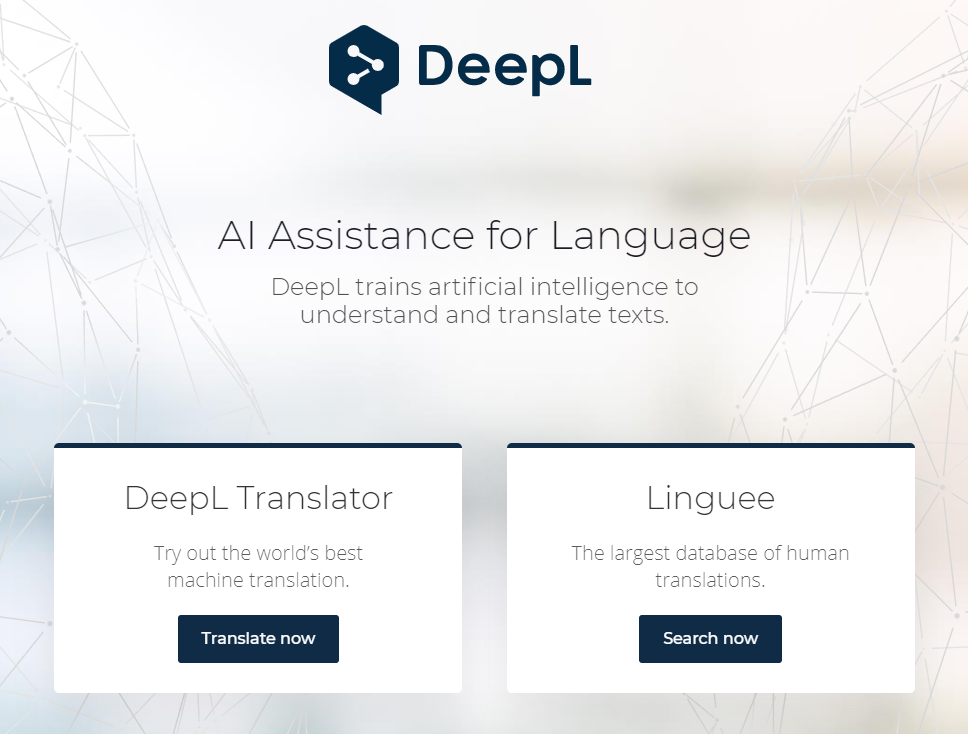 DeepL
AI Assistance for Language
DeepL trains artificial intelligence to
understand and translate texts.
DeepL Translator
Try out the world’s best
machine translation.
Translate now
Linguee
The largest database of human
translations.
Search now